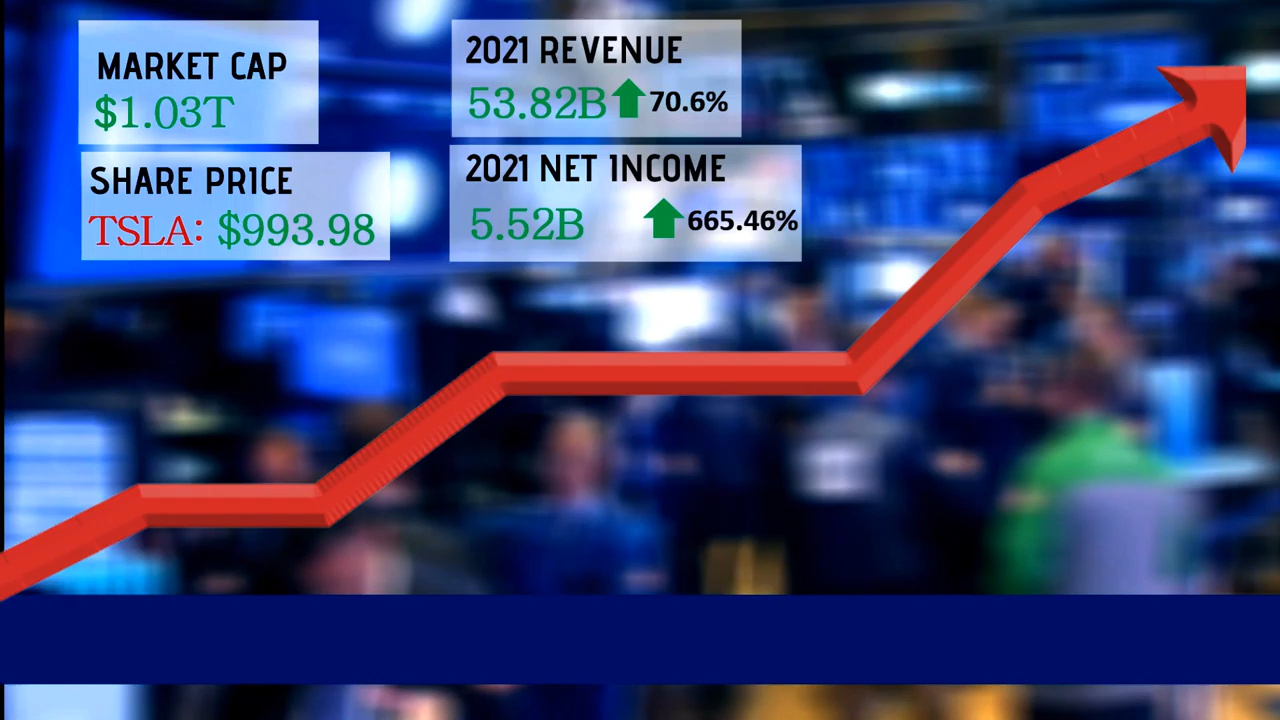 MARKET CAP
$1.03T
SHARE PRICE
TSLA: $993.98
2021 REVENUE
53.82B 70.6%
2021 NET INCOME
5.52B 665.46%